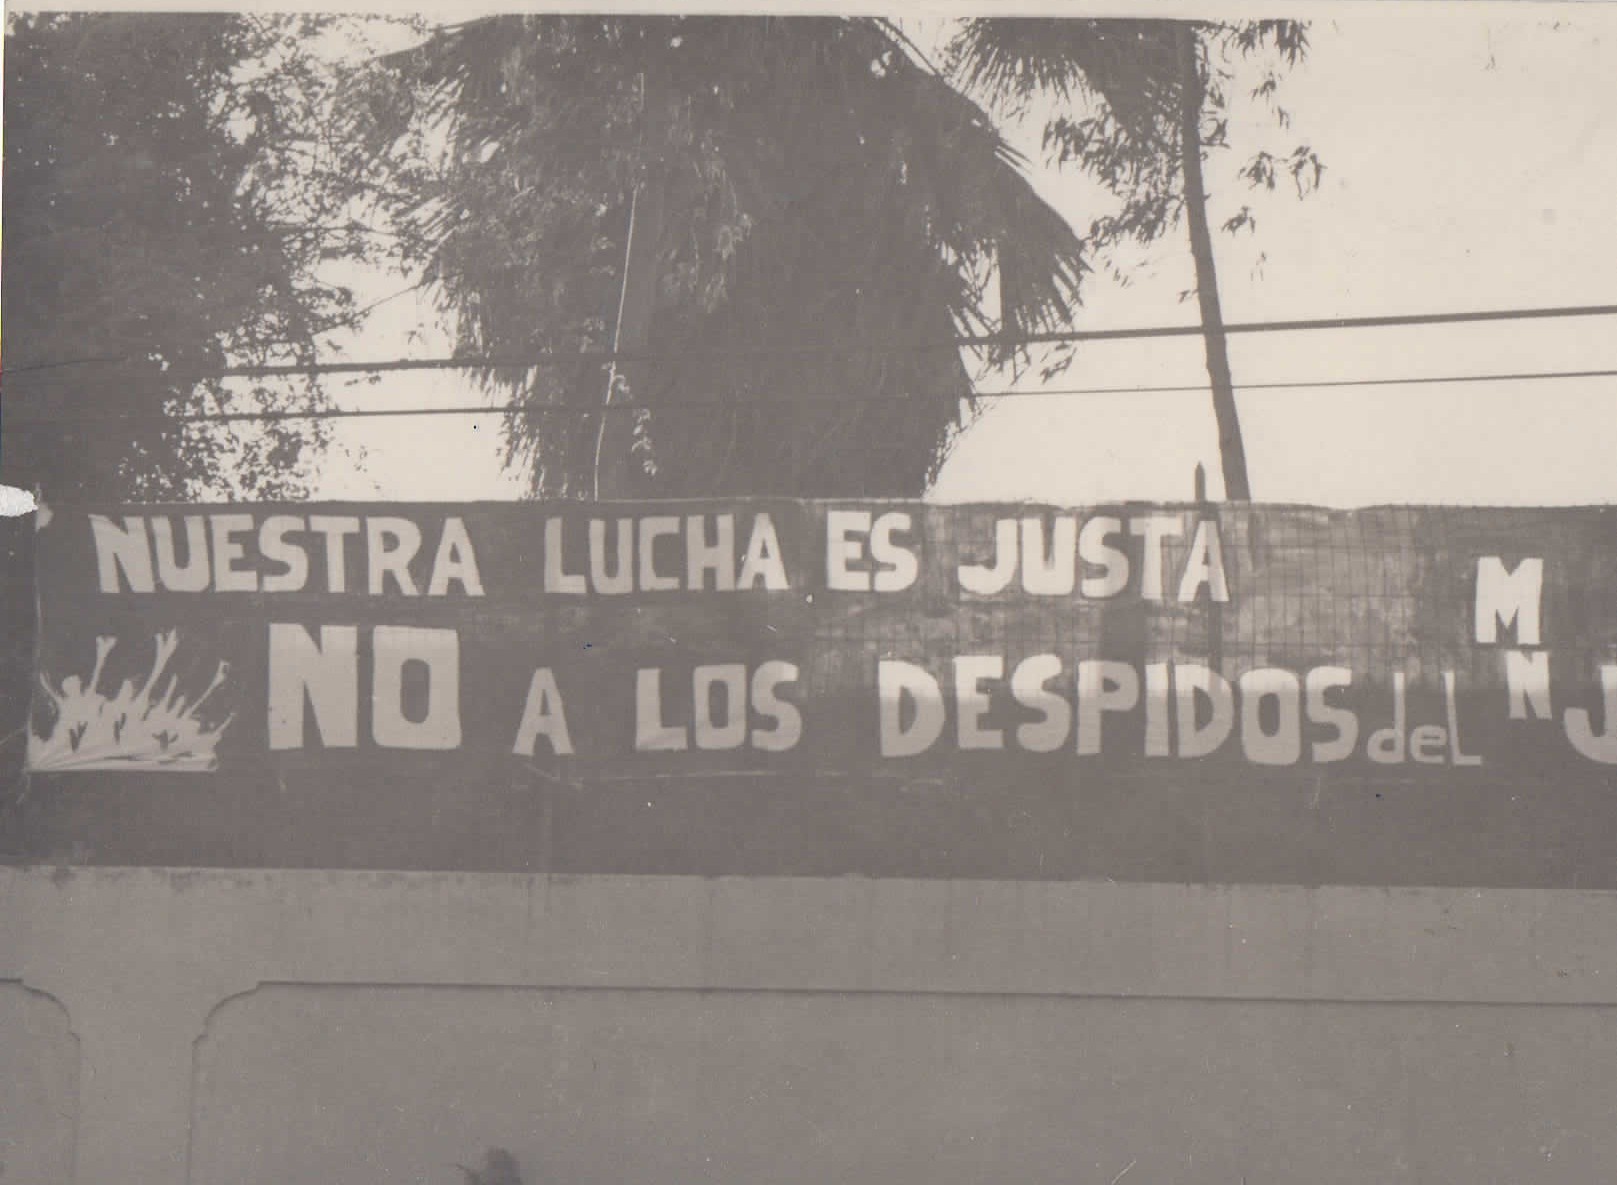 NUESTRA LUCHA ES JUSTA
NO A LOS DESPIDOS del
M
N J